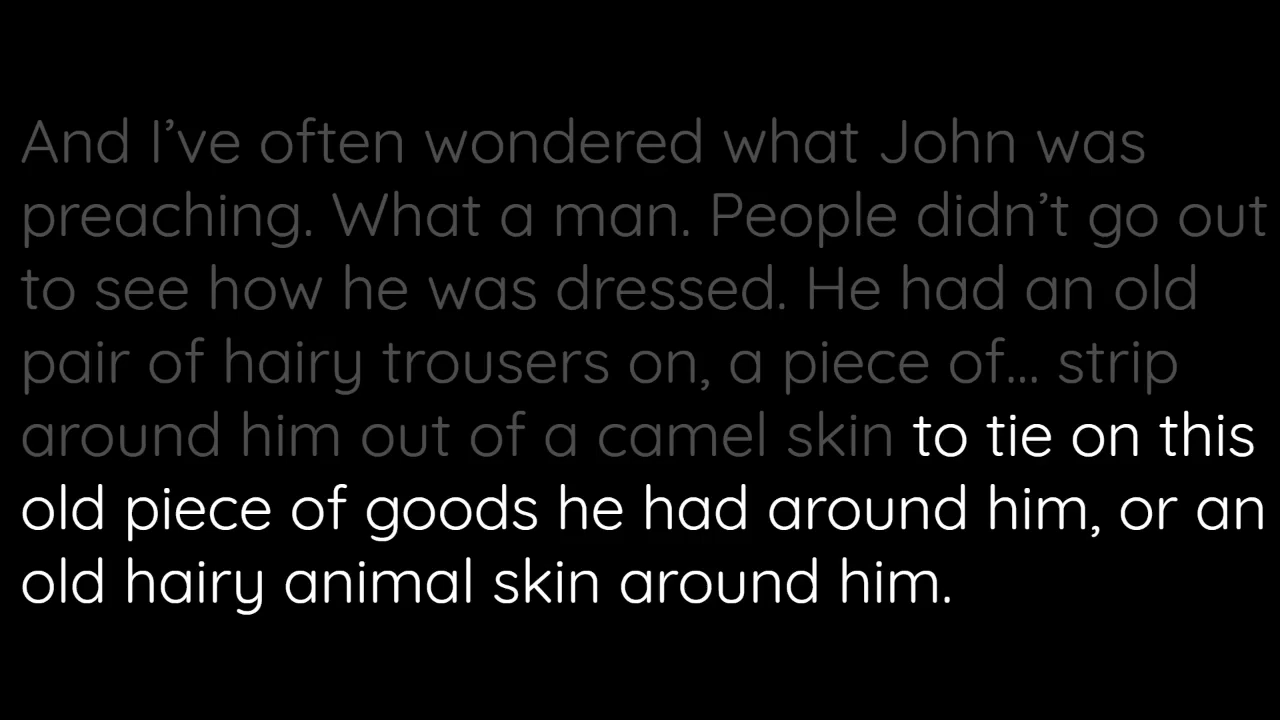 And I’ve often wondered what John was
preaching. What a man. People didn’t go out
to see how he was dressed. He had an old
pair of hairy trousers on, a piece of... strip
around him out of a camel skin to tie on this
old piece of goods he had around him, or an
old hairy animal skin around him.